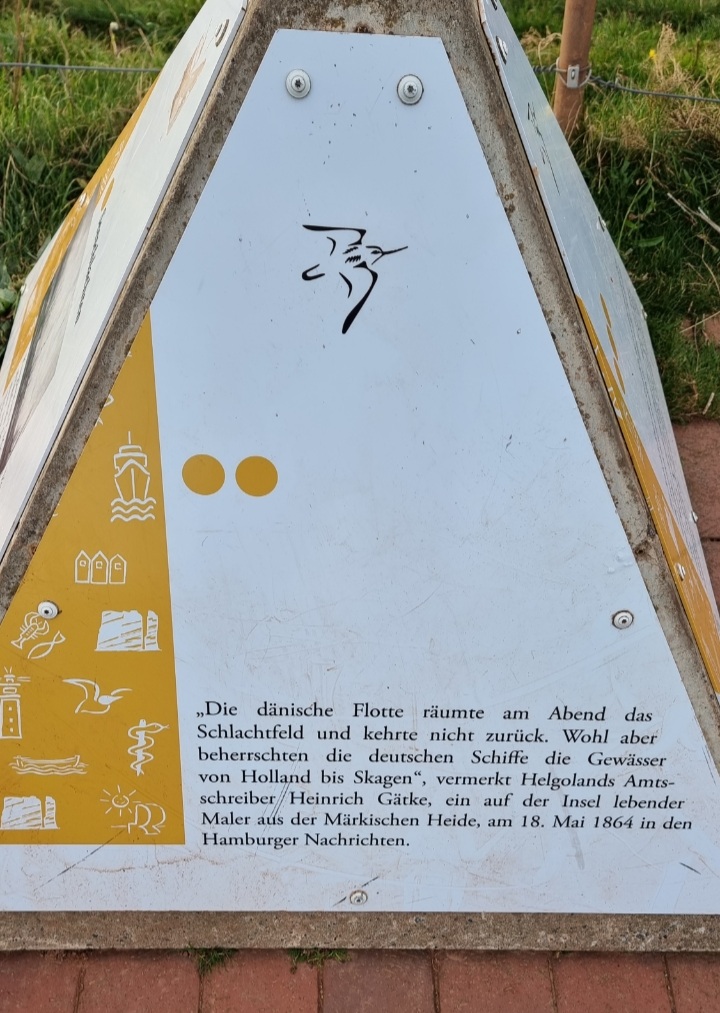 „Die dänische Flotte räumte am Abend das
Schlachtfeld und kehrte nicht zurück. Wohl aber
beherrschten die deutschen Schiffe die Gewässer
von Holland bis Skagen“, vermerkt Helgolands Amts-
schreiber Heinrich Gätke, ein auf der Insel lebender
Maler aus der Märkischen Heide, am 18. Mai 1864 in den
Hamburger Nachrichten.